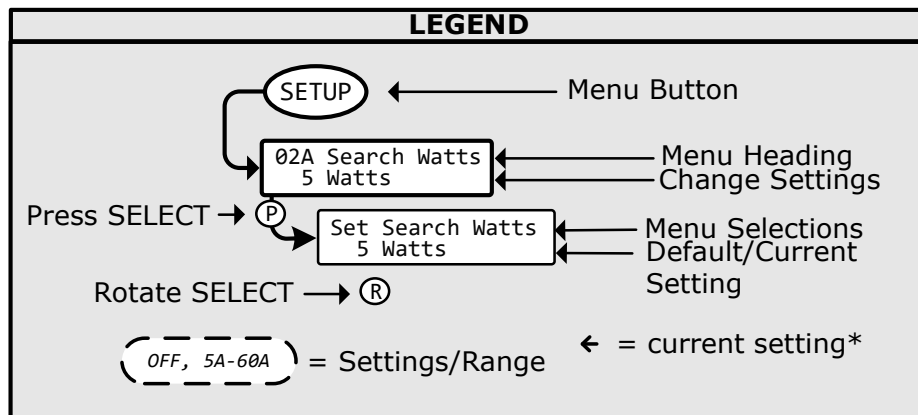 LEGEND
SETUP
Menu Button
02A Search Watts
5 Watts
Menu Heading
Change Settings
Press SELECT → Ⓟ
Set Search Watts
5 Watts
Menu Selections
Default/Current
Setting
Rotate SELECT → Ⓡ
OFF, 5A-60A = Settings/Range
← = current setting*